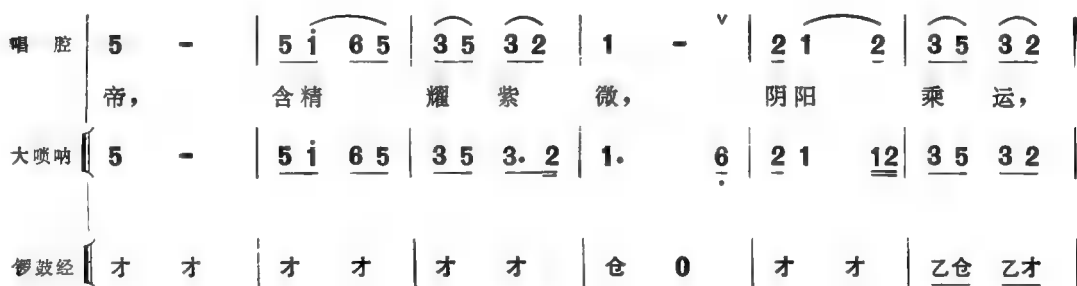 唱腔 5 - | 5 i̇ 6 5 | 3 5 3 2 | 1 - ∨ | 2 1 2 | 3 5 3 2 |
帝， 含精 耀 紫 微， 阴阳 乘 运，
大唢呐 5 - | 5 i̇ 6 5 | 3 5 3. 2 | 1. 6̣ | 2 1 12 | 3 5 3 2 |
锣鼓经 才 才 | 才 才 | 才 才 | 仓 0 | 才 才 | 乙仓 乙才 |